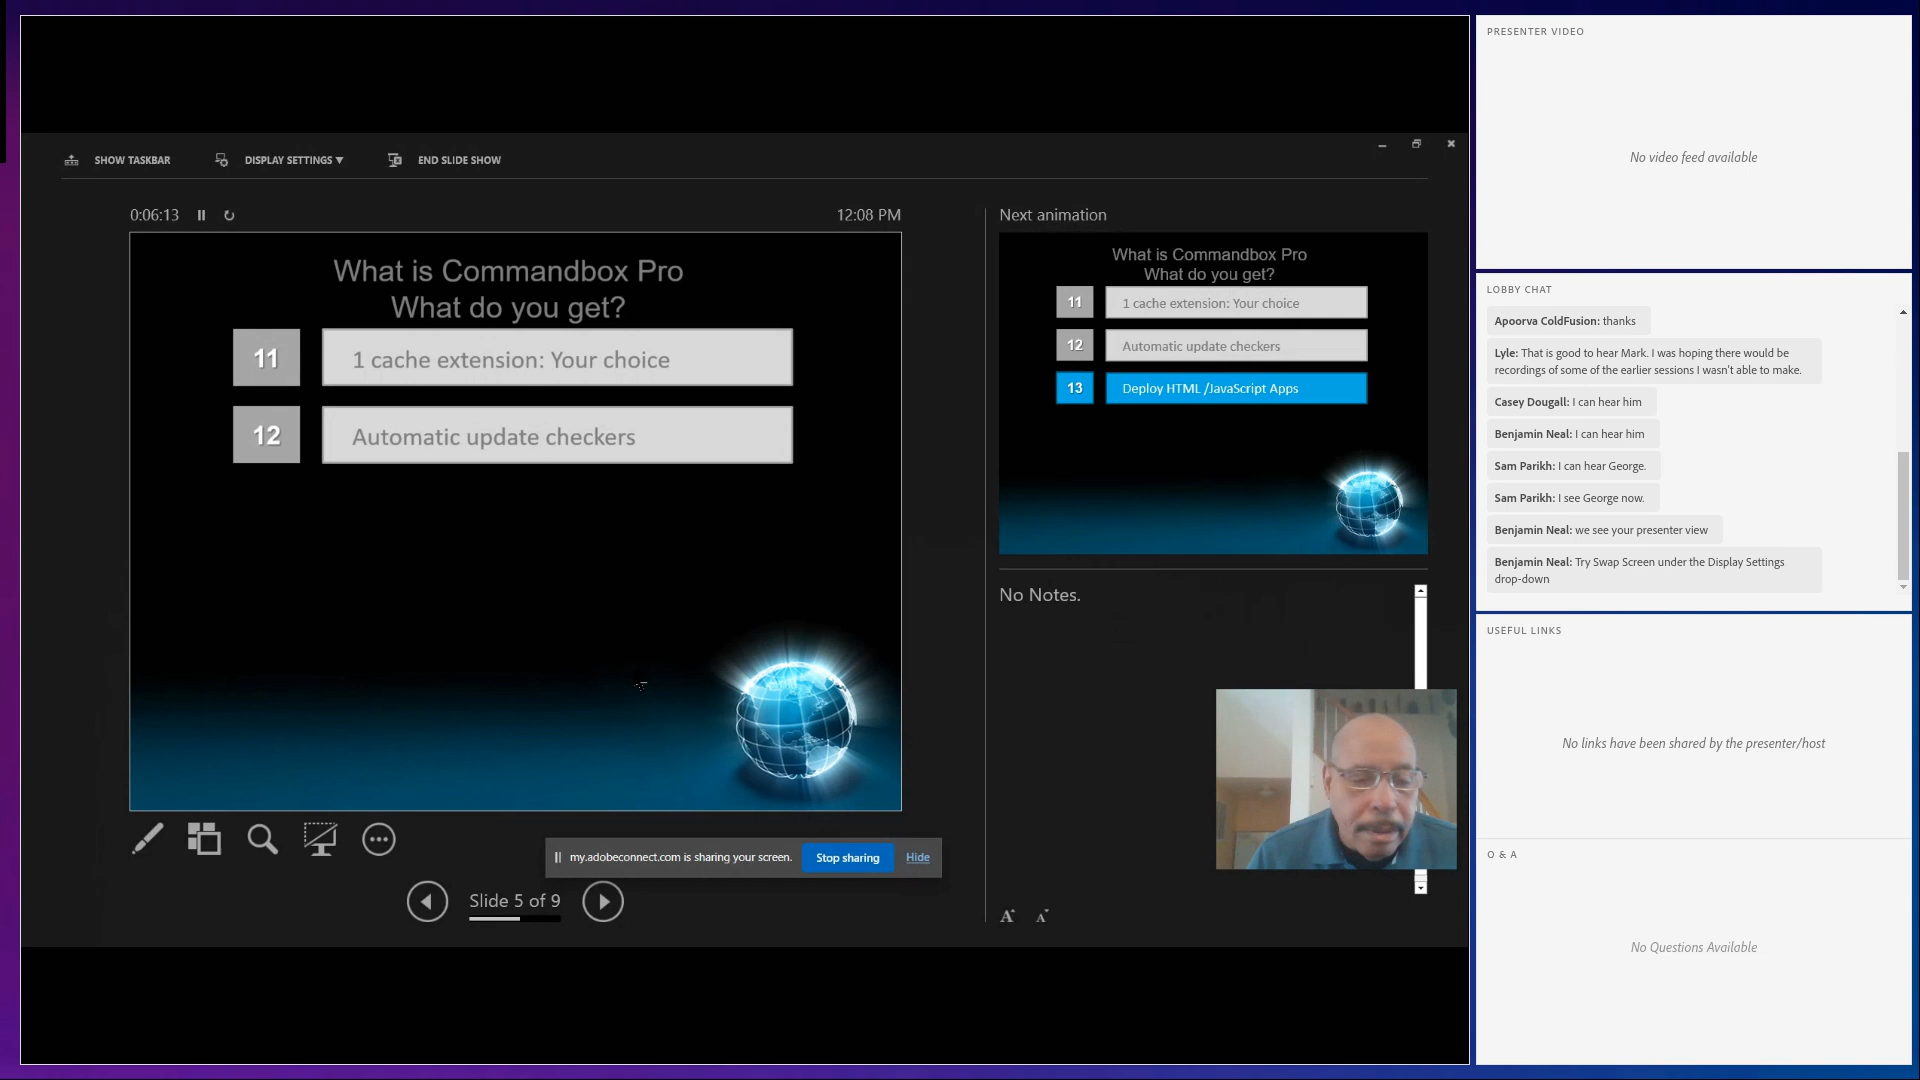 SHOW TASKBAR
DISPLAY SETTINGS ▼
END SLIDE SHOW
0:06:13
12:08 PM
What is Commandbox Pro
What do you get?
11
1 cache extension: Your choice
12
Automatic update checkers
my.adobeconnect.com is sharing your screen.
Stop sharing
Hide
Slide 5 of 9
Next animation
What is Commandbox Pro
What do you get?
11
1 cache extension: Your choice
12
Automatic update checkers
13
Deploy HTML /JavaScript Apps
No Notes.
A A
PRESENTER VIDEO
No video feed available
LOBBY CHAT
Apoorva ColdFusion: thanks
Lyle: That is good to hear Mark. I was hoping there would be
recordings of some of the earlier sessions I wasn't able to make.
Casey Dougall: I can hear him
Benjamin Neal: I can hear him
Sam Parikh: I can hear George.
Sam Parikh: I see George now.
Benjamin Neal: we see your presenter view
Benjamin Neal: Try Swap Screen under the Display Settings
drop-down
USEFUL LINKS
No links have been shared by the presenter/host
Q & A
No Questions Available